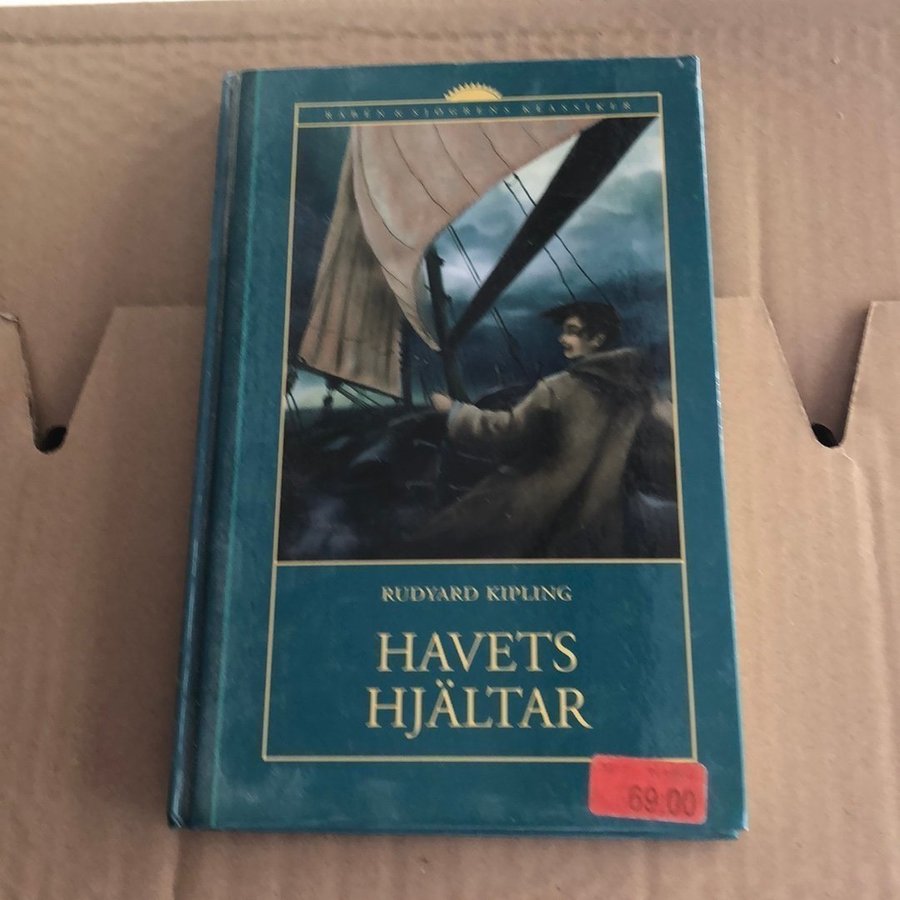 RABÉN & SJÖGRENS KLASSIKER
RUDYARD KIPLING
HAVETS
HJÄLTAR
69.00